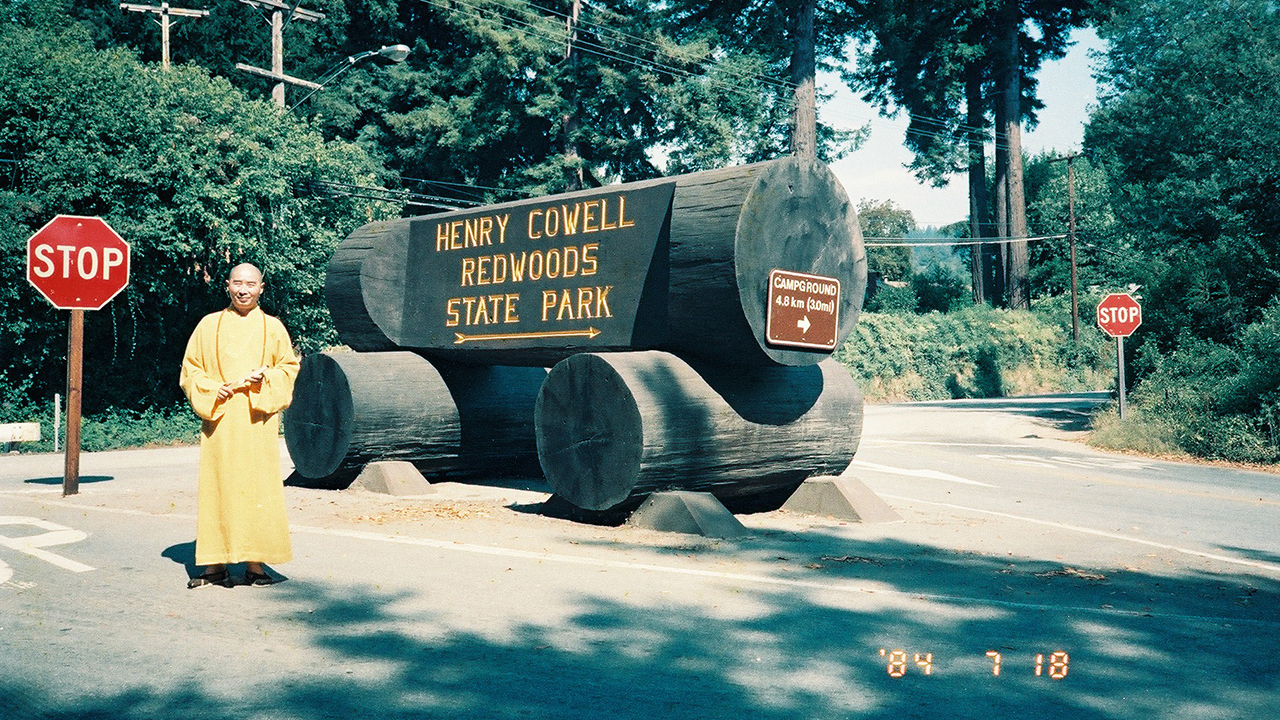 STOP
HENRY COWELL
REDWOODS
STATE PARK
CAMPGROUND
4.8 km (3.0mi)
STOP
'84 7 18